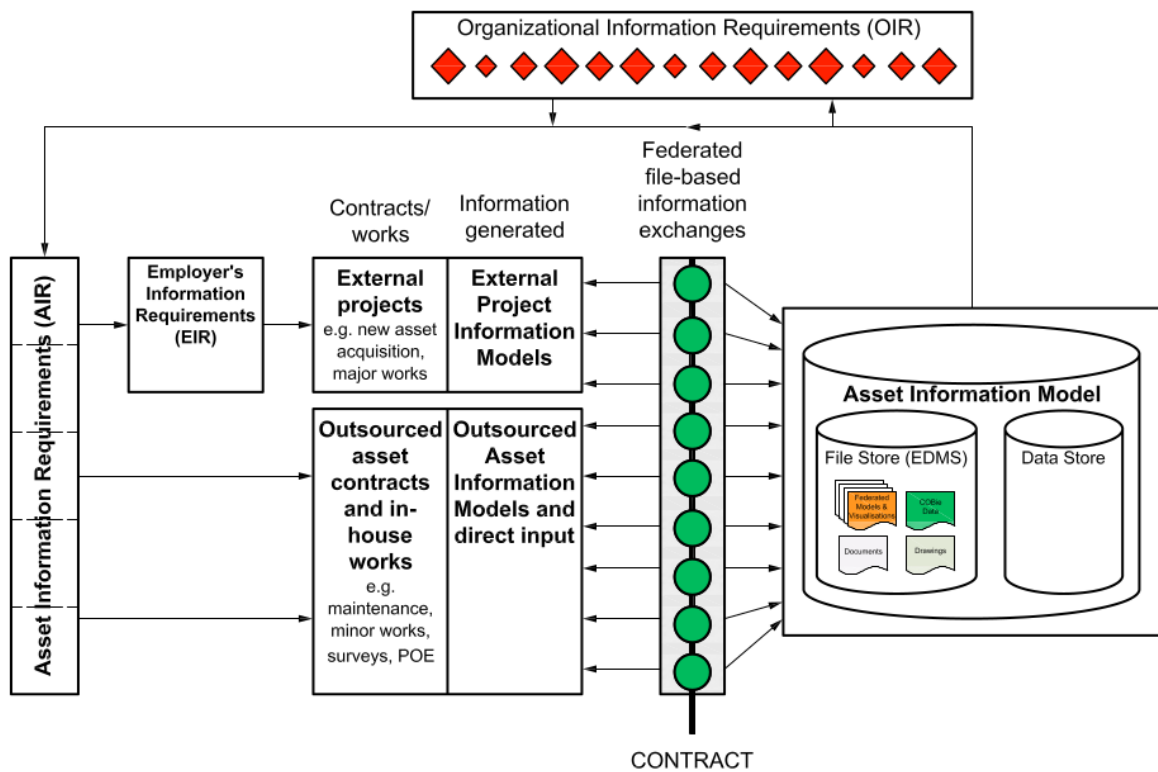 Organizational Information Requirements (OIR)
Federated
file-based
information
exchanges
Contracts/
works
Information
generated
Asset Information Requirements (AIR)
Employer's
Information
Requirements
(EIR)
External
projects
e.g. new asset
acquisition,
major works
External
Project
Information
Models
Outsourced
asset
contracts
and in-
house
works
e.g.
maintenance,
minor works,
surveys, POE
Outsourced
Asset
Information
Models and
direct input
Asset Information Model
File Store (EDMS)
Data Store
Federated
Models &
Visualisations
COBie
Data
Documents
Drawings
CONTRACT